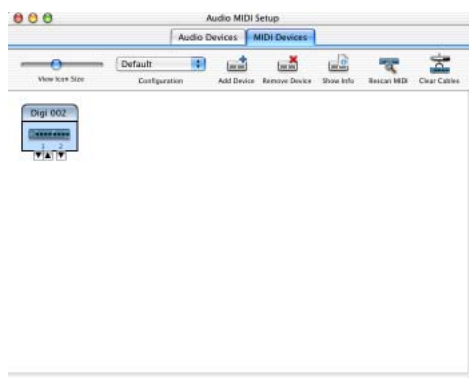 Audio MIDI Setup
Audio Devices MIDI Devices
Default
View Icon Size Configuration Add Device Remove Device Show Info Rescan MIDI Clear Cables
Digi 002
1 2